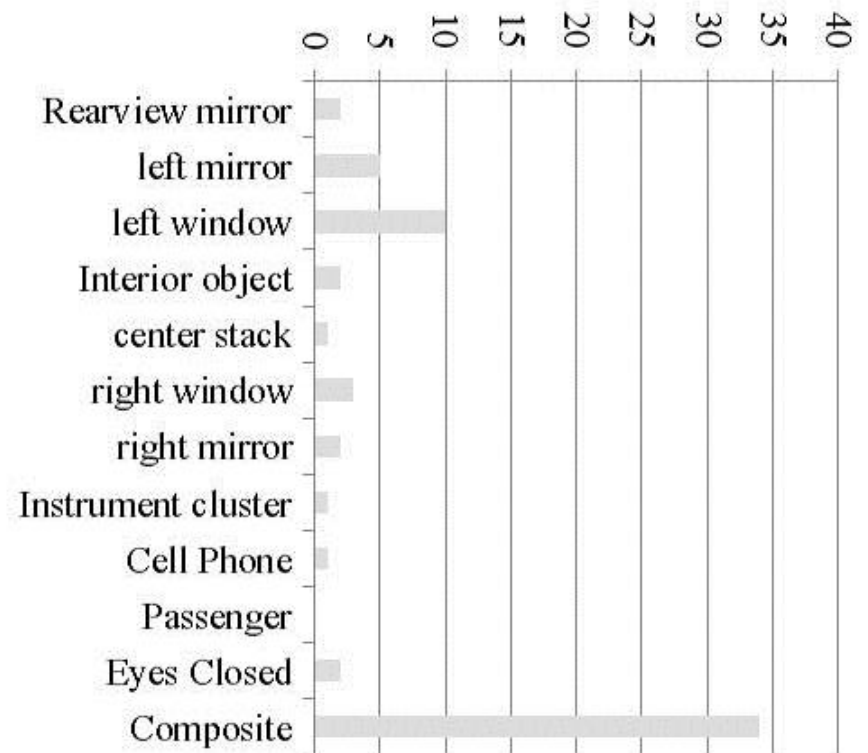 0 5 10 15 20 25 30 35 40
Rearview mirror
left mirror
left window
Interior object
center stack
right window
right mirror
Instrument cluster
Cell Phone
Passenger
Eyes Closed
Composite